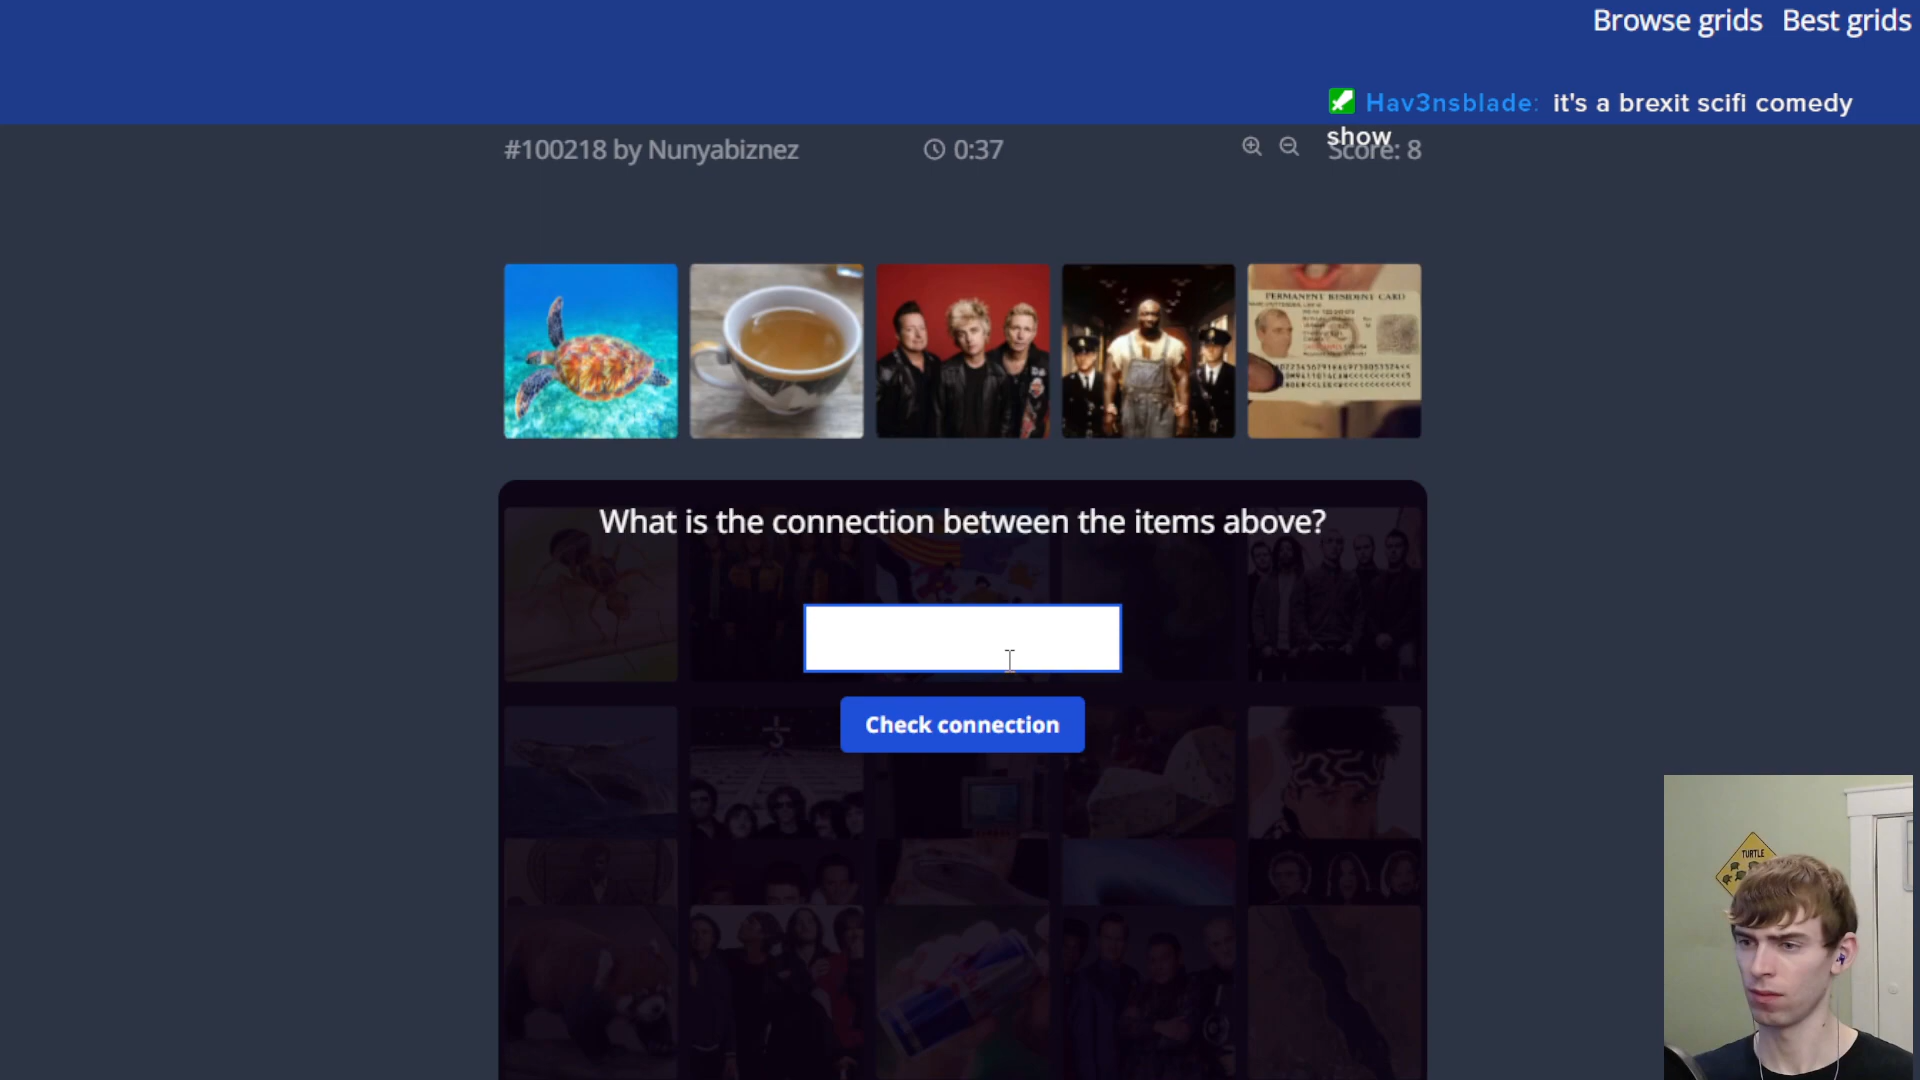 Browse grids Best grids
Hav3nsblade: it's a brexit scifi comedy
show
#100218 by Nunyabiznez 0:37 Score: 8
PERMANENT RESIDENT CARD
What is the connection between the items above?
Check connection
TURTLE